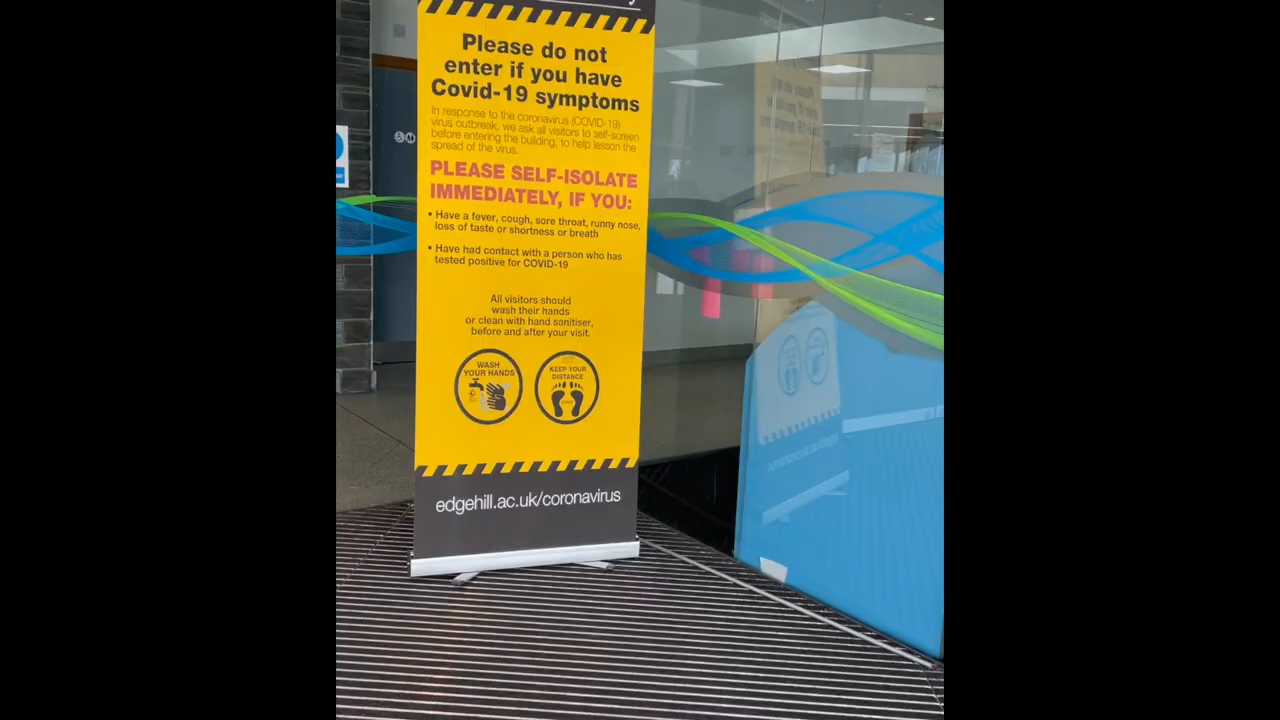 Please do not
enter if you have
Covid-19 symptoms
In response to the coronavirus (COVID-19)
virus outbreak, we ask all visitors to self-screen
before entering the building, to help lesson the
spread of the virus.
PLEASE SELF-ISOLATE
IMMEDIATELY, IF YOU:
• Have a fever, cough, sore throat, runny nose,
loss of taste or shortness or breath
• Have had contact with a person who has
tested positive for COVID-19
All visitors should
wash their hands
or clean with hand sanitiser,
before and after your visit.
WASH
YOUR HANDS
KEEP YOUR
DISTANCE
edgehill.ac.uk/coronavirus